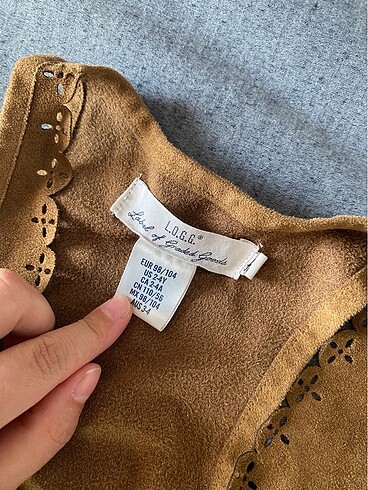 L.O.G.G.®
Label of Graded Goods
EUR 98/104
US 2-4Y
CA 2-4A
CN 110/56
MX 98/104
AUS 3-4